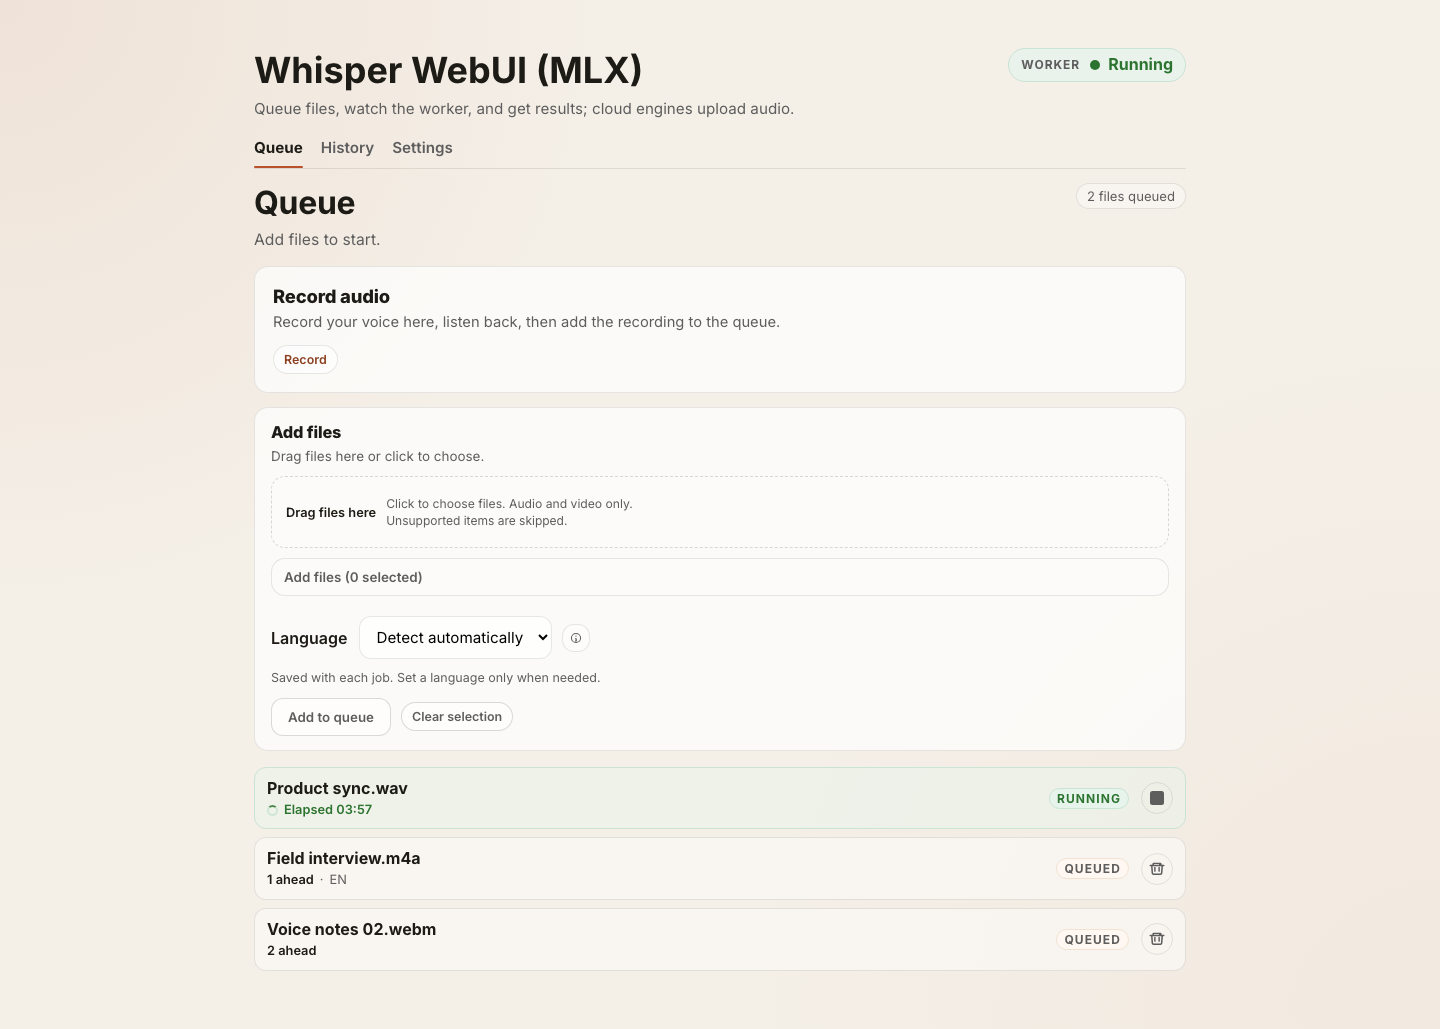 Whisper WebUI (MLX)
WORKER Running
Queue files, watch the worker, and get results; cloud engines upload audio.
Queue History Settings
Queue
2 files queued
Add files to start.
Record audio
Record your voice here, listen back, then add the recording to the queue.
Record
Add files
Drag files here or click to choose.
Drag files here
Click to choose files. Audio and video only.
Unsupported items are skipped.
Add files (0 selected)
Language Detect automatically
Saved with each job. Set a language only when needed.
Add to queue Clear selection
Product sync.wav
Elapsed 03:57
RUNNING
Field interview.m4a
1 ahead · EN
QUEUED
Voice notes 02.webm
2 ahead
QUEUED